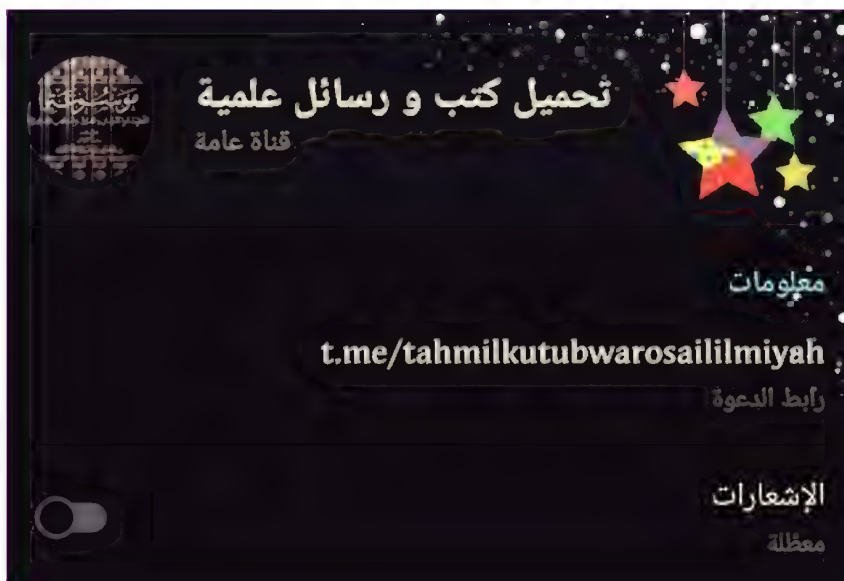 تحميل كتب و رسائل علمية
قناة عامة
معلومات
t.me/tahmilkutubwarosaililmiyah
رابط الدعوة
الإشعارات
معطلة